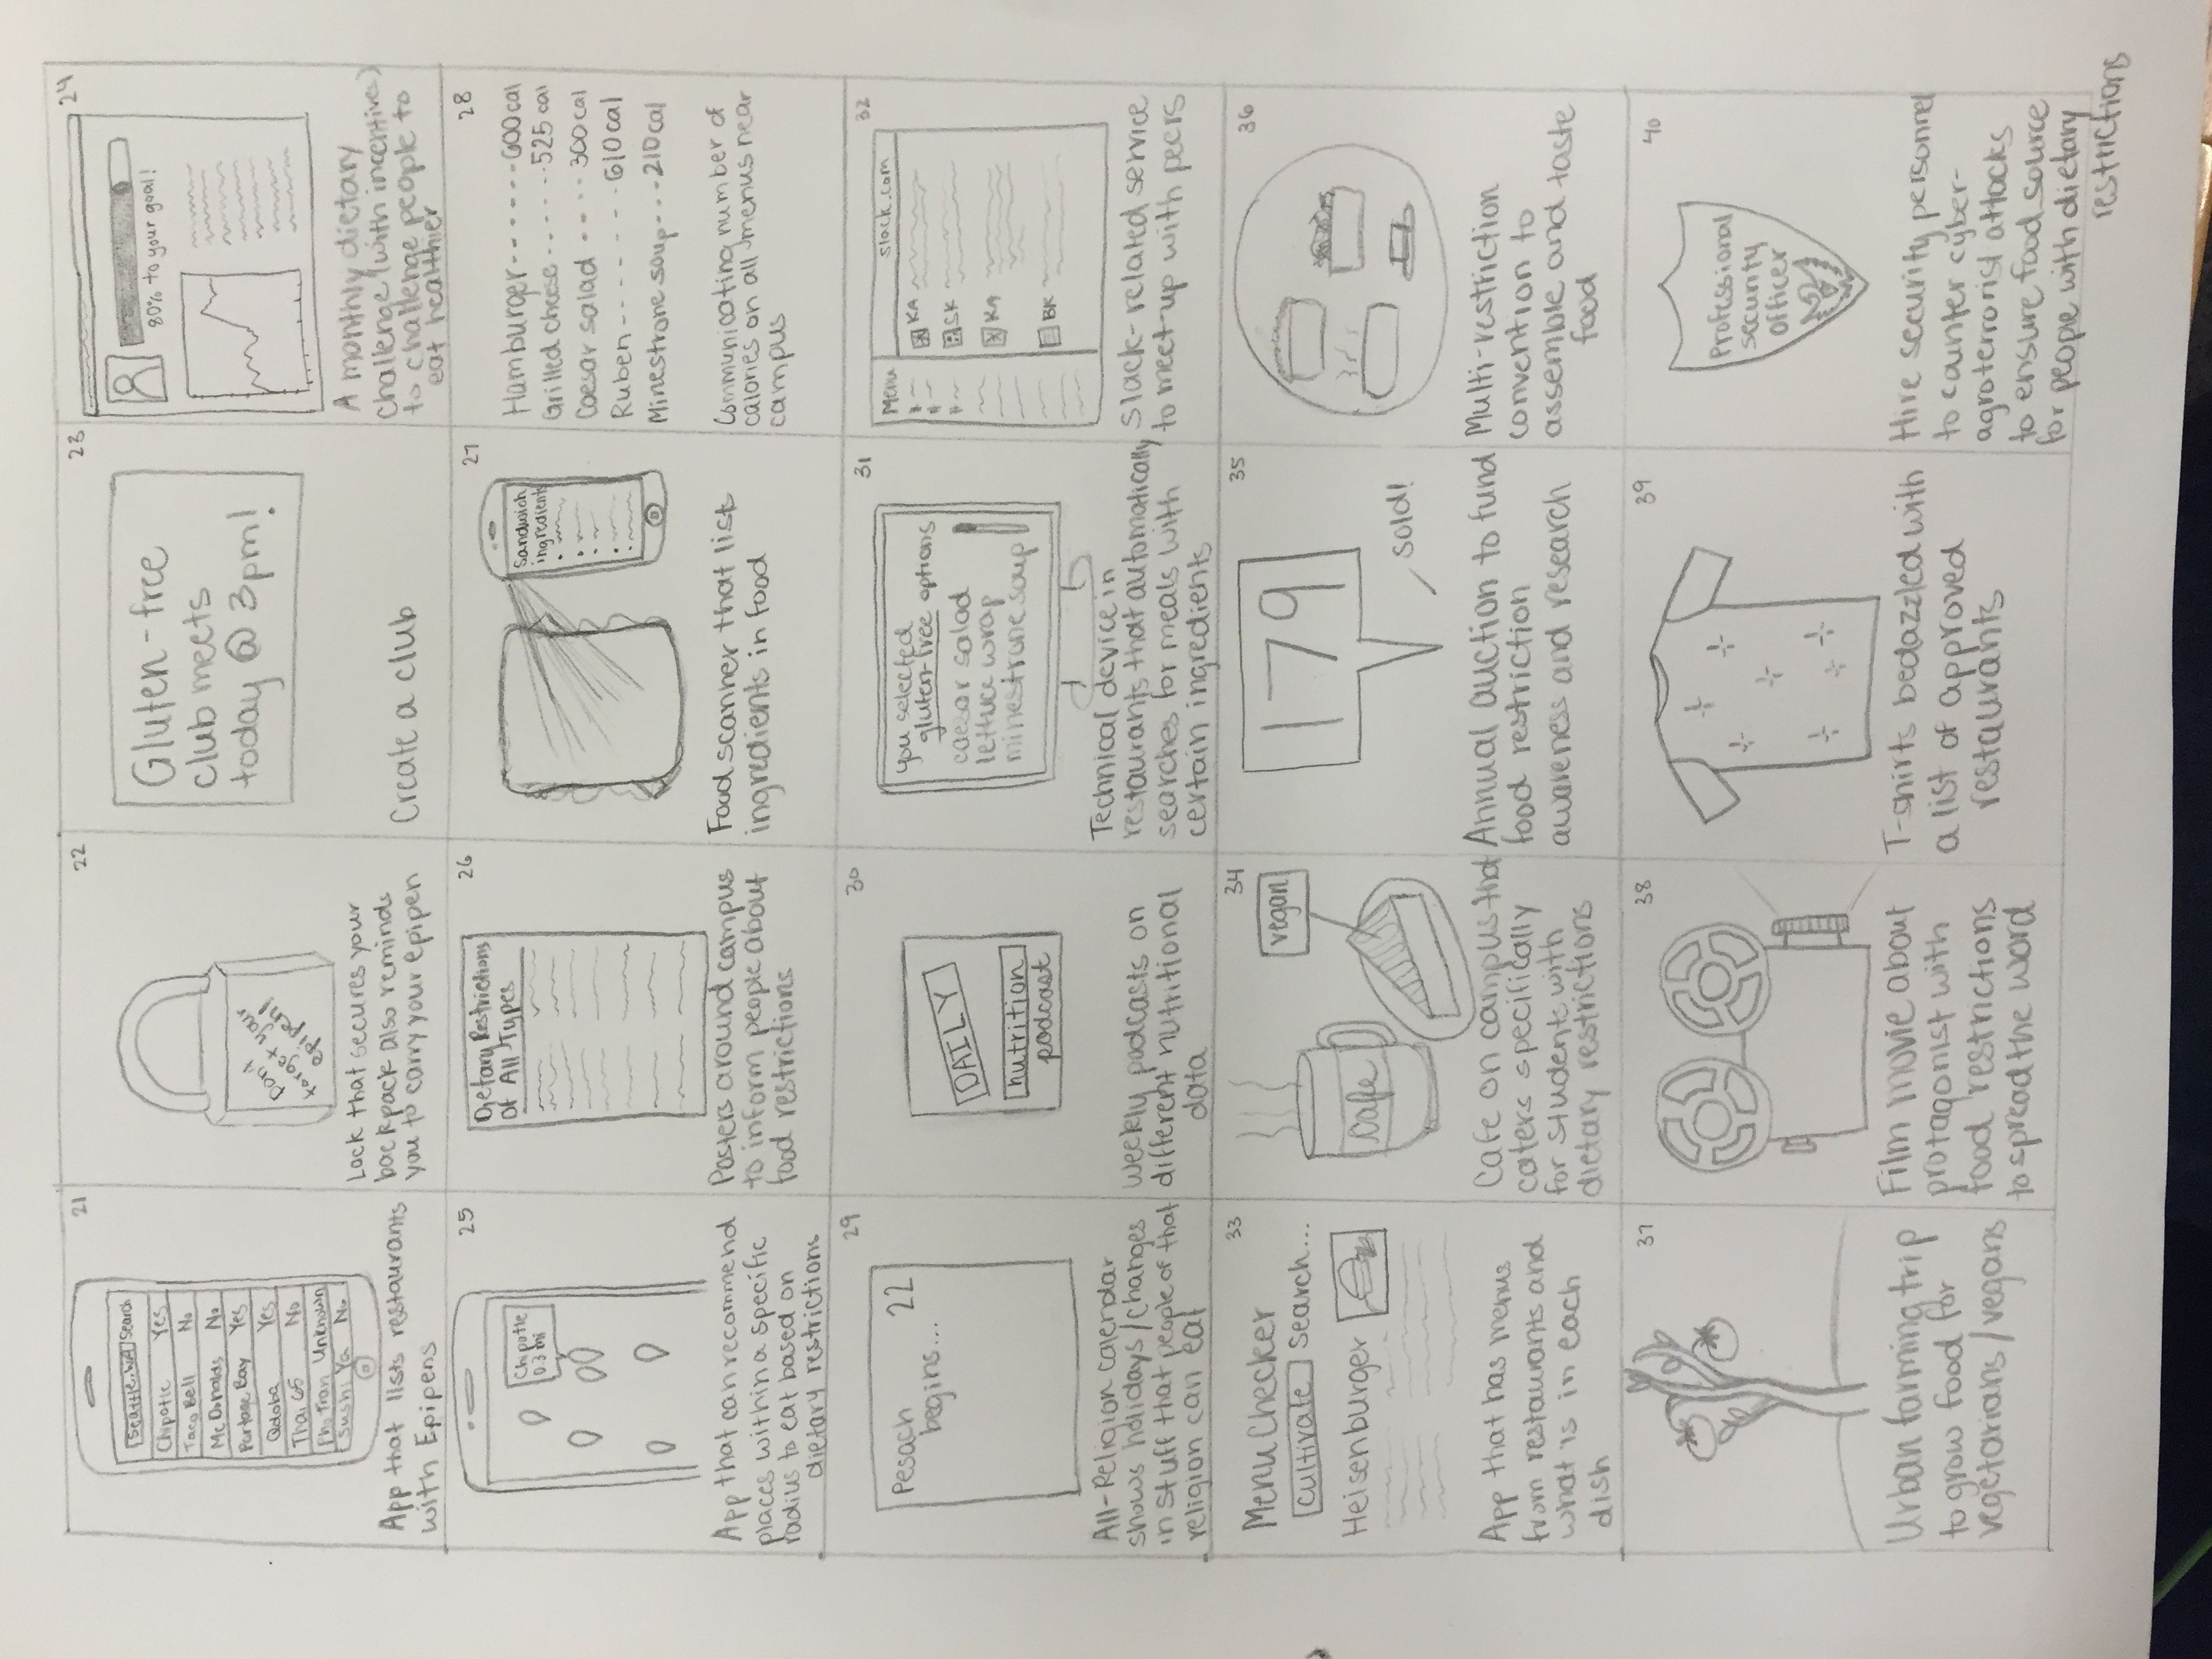 21
Seattle, WA Search
Chipotle Yes
Taco Bell No
McDonalds No
Portage Bay Yes
Qdoba Yes
Thai 65 No
Pho Tran Unknown
Sushi Ya No
App that lists restaurants
with Epipens
22
Don't
forget your
epipen!
Lock that secures your
backpack also reminds
you to carry your epipen
23
Gluten-free
club meets
today @ 3pm!
Create a club
24
80% to your goal!
A monthly dietary
challenge (with incentives)
to challenge people to
eat healthier
25
Chipotle
0.3 mi
App that can recommend
places within a specific
radius to eat based on
dietary restrictions
26
Dietary Restrictions
Of All Types
Posters around campus
to inform people about
food restrictions
27
Sandwich
ingredients
Food scanner that lists
ingredients in food
28
Hamburger------600cal
Grilled cheese------525 cal
Caesar salad ----300cal
Ruben-------610cal
Minestrone soup---210cal
Communicating number of
calories on all menus near
campus
29
Pesach 22
begins...
All-Religion calendar
shows holidays/changes
in stuff that people of that
religion can eat
30
DAILY
nutrition
podcast
Weekly podcasts on
different nutritional
data
31
you selected
gluten-free options
caesar salad
lettuce wrap
minestrone soup
Technical device in
restaurants that automatically
searches for meals with
certain ingredients
32
Menu slack.com
KA
SK
KA
BK
Slack-related service
to meet-up with peers
33
Menu Checker
cultivate Search...
Heisenburger
App that has menus
from restaurants and
what is in each
dish
34
vegan
Cafe
Cafe on campus that
caters specifically
for students with
dietary restrictions
35
179
sold!
Annual auction to fund
food restriction
awareness and research
36
Multi-restriction
convention to
assemble and taste
food
37
Urban farming trip
to grow food for
vegetarians/vegans
38
Film movie about
protagonist with
food restrictions
to spread the word
39
T-shirts bedazzled with
a list of approved
restaurants
40
Professional
security
officer
Hire security personnel
to counter cyber-
agroterrorist attacks
to ensure food source
for people with dietary
restrictions